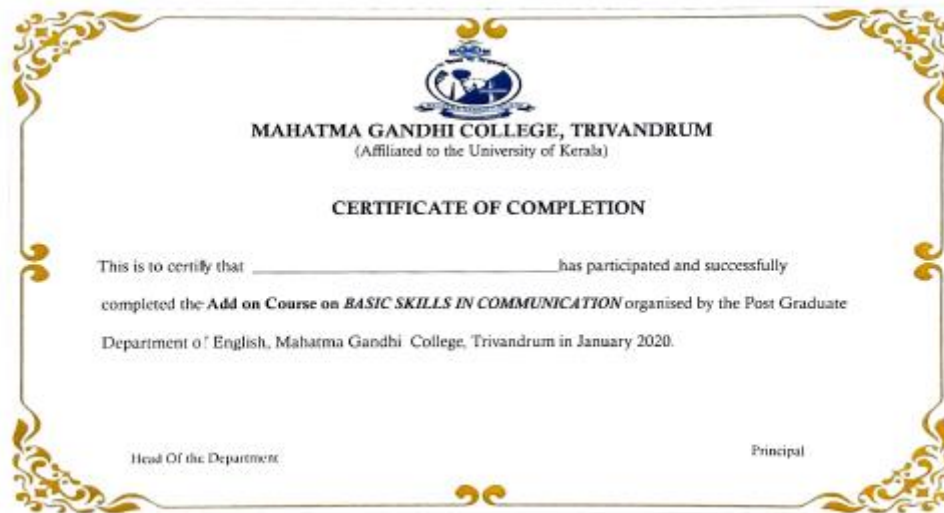 MAHATMA GANDHI COLLEGE, TRIVANDRUM
(Affiliated to the University of Kerala)
CERTIFICATE OF COMPLETION
This is to certify that ______________________________ has participated and successfully
completed the Add on Course on BASIC SKILLS IN COMMUNICATION organised by the Post Graduate
Department of English, Mahatma Gandhi College, Trivandrum in January 2020.
Head Of the Department
Principal